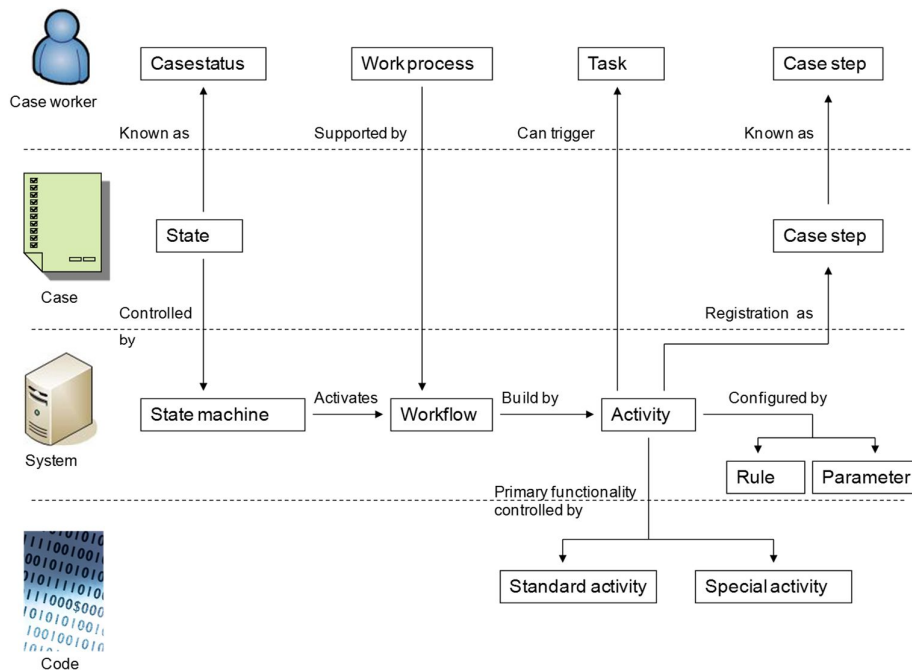 Casestatus
Work process
Task
Case step
Case worker
Known as
Supported by
Can trigger
Known as
State
Case step
Case
Controlled
by
Registration as
State machine
Activates
Workflow
Build by
Activity
Configured by
System
Rule
Parameter
Primary functionality
controlled by
Standard activity
Special activity
Code